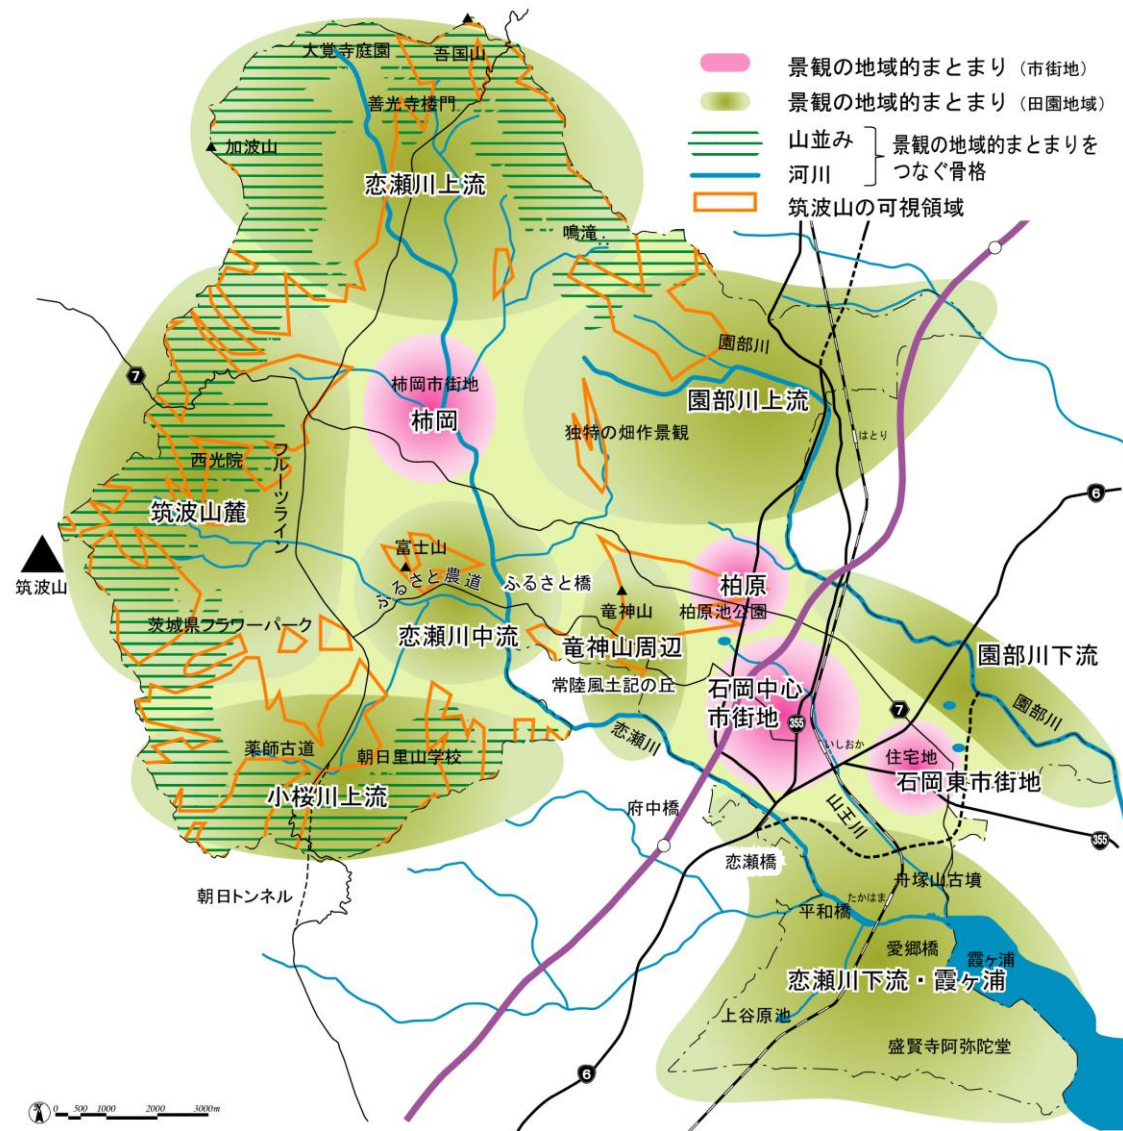 景観の地域的まとまり（市街地）
景観の地域的まとまり（田園地域）
山並み
河川
景観の地域的まとまりを
つなぐ骨格
筑波山の可視領域
大覚寺庭園
吾国山
善光寺楼門
加波山
恋瀬川上流
鳴滝
園部川
7
柿岡市街地
柿岡
園部川上流
独特の畑作景観
はとり
西光院
フルーツライン
筑波山麓
6
筑波山
富士山
ふるさと農道
ふるさと橋
柏原
竜神山
柏原池公園
茨城県フラワーパーク
恋瀬川中流
竜神山周辺
園部川下流
常陸風土記の丘
石岡中心
市街地
7
園部川
355
恋瀬川
いしおか
住宅地
石岡東市街地
薬師古道
朝日里山学校
小桜川上流
府中橋
山王川
355
恋瀬橋
朝日トンネル
舟塚山古墳
たかはま
平和橋
愛郷橋
霞ヶ浦
恋瀬川下流・霞ヶ浦
上谷原池
盛賢寺阿弥陀堂
6
N
0 500 1000 2000 3000m